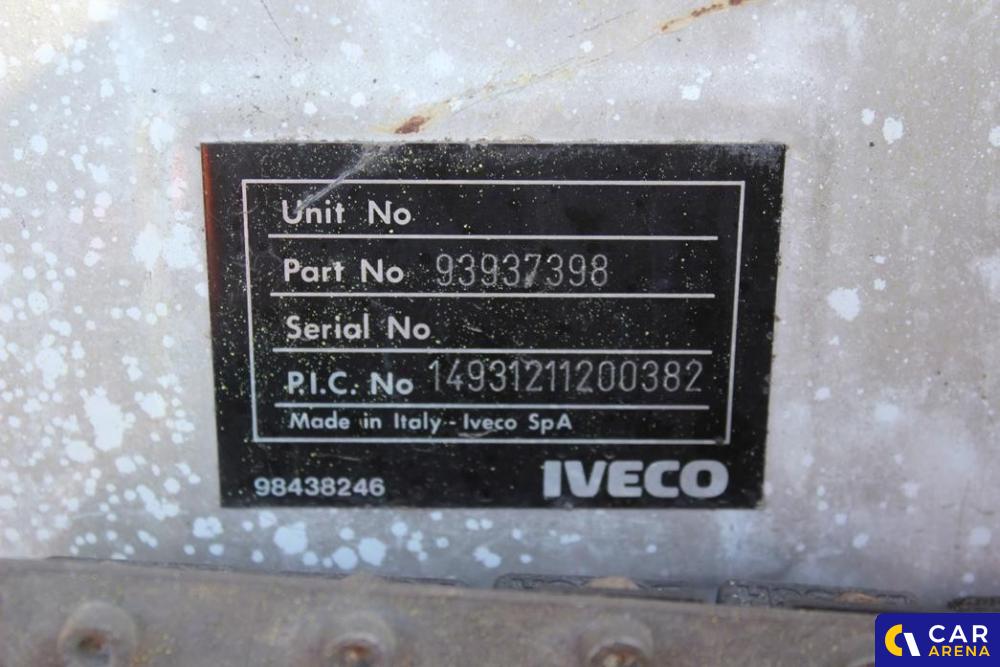 Unit No
Part No 93937398
Serial No
P.I.C. No 14931211200382
Made in Italy - Iveco SpA
98438246 IVECO
CAR
ARENA